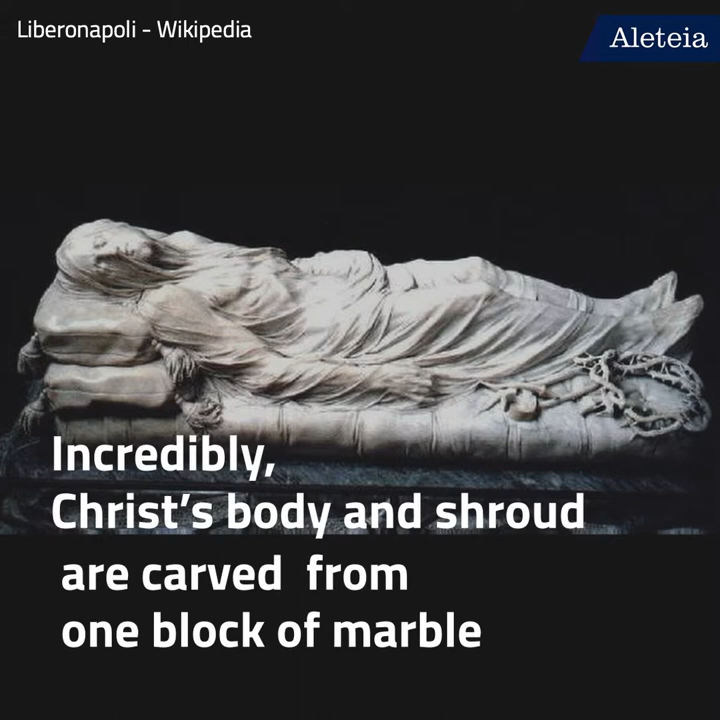 Liberonapoli - Wikipedia
Aleteia
Incredibly,
Christ's body and shroud
are carved from
one block of marble